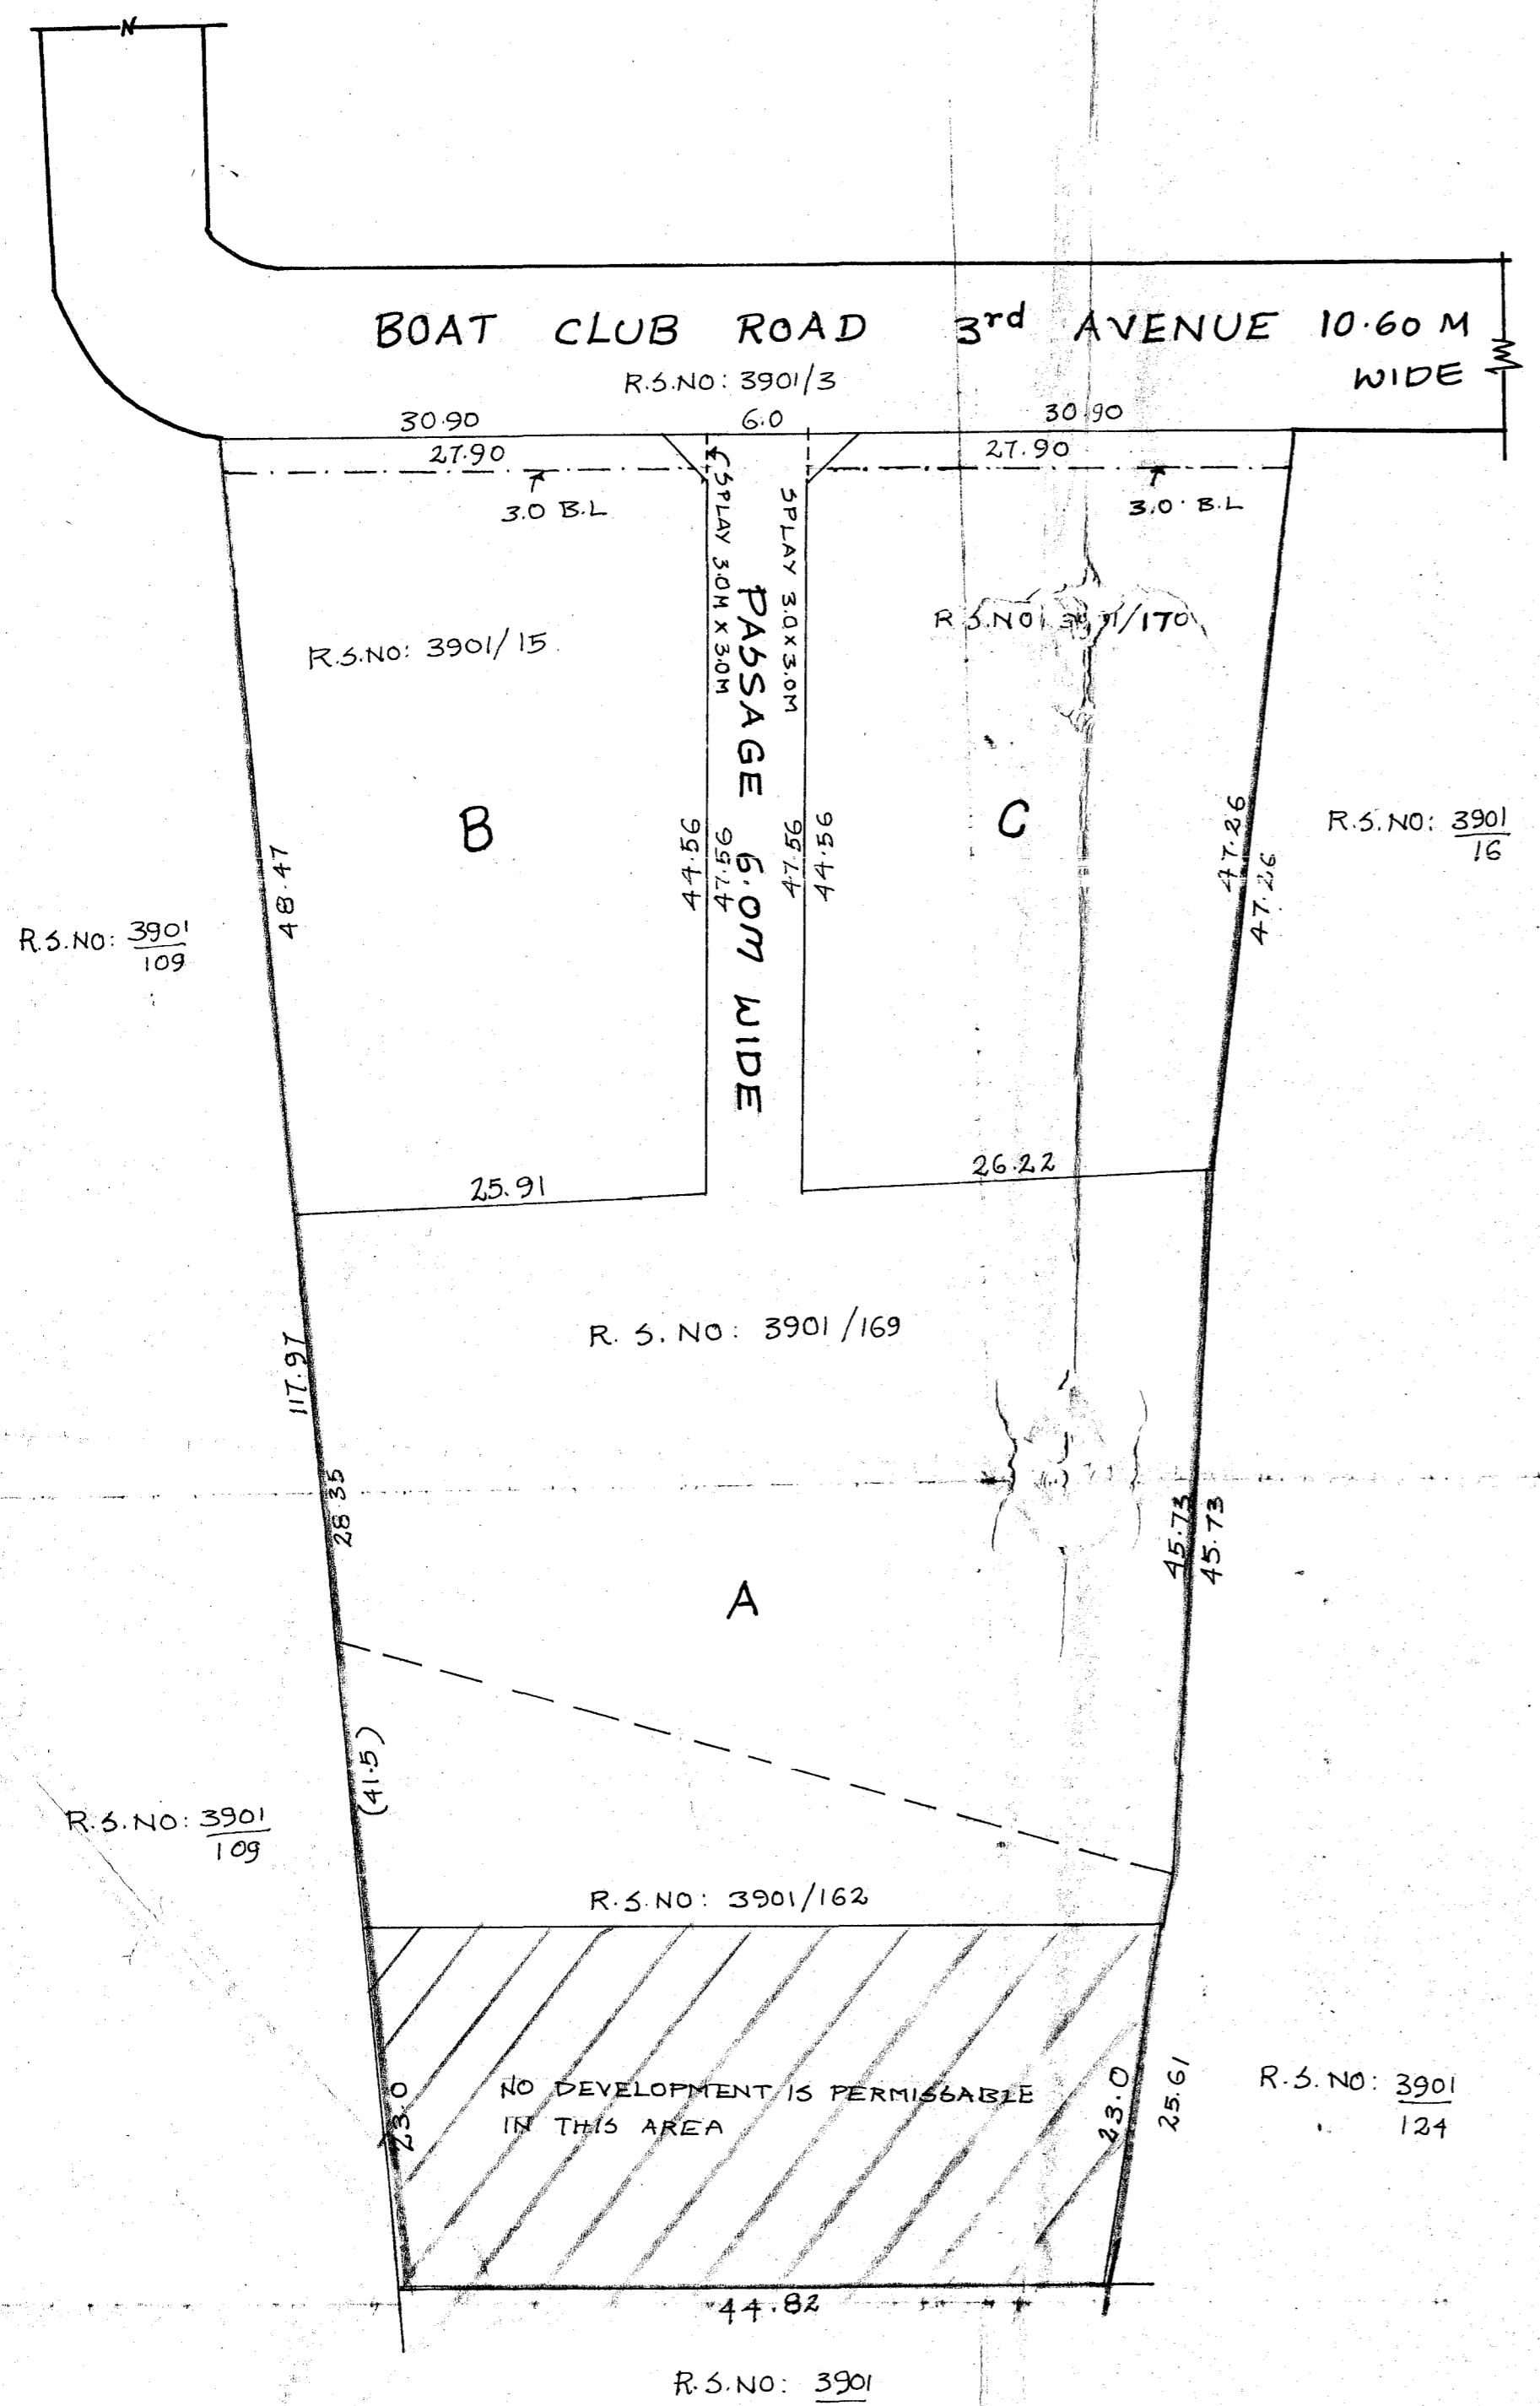 N
BOAT CLUB ROAD 3rd AVENUE 10.60 M
WIDE
R.S.NO: 3901/3
30.90
6.0
30.90
27.90
27.90
3.0 B.L
3.0 B.L
SPLAY 3.0M X 3.0M
SPLAY 3.0 X 3.0M
PASSAGE 6.0M WIDE
R.S.NO: 3901/15
R.S.NO: /170
B
C
44.56
47.56
47.56
44.56
48.47
47.26
47.26
R.S.NO: 3901
16
R.S.NO: 3901
109
25.91
26.22
R.S.NO: 3901/169
117.97
28.35
45.73
45.73
A
(41.5)
R.S.NO: 3901
109
R.S.NO: 3901/162
23.0
NO DEVELOPMENT IS PERMISSABLE
IN THIS AREA
23.0
25.61
R.S.NO: 3901
124
44.82
R.S.NO: 3901